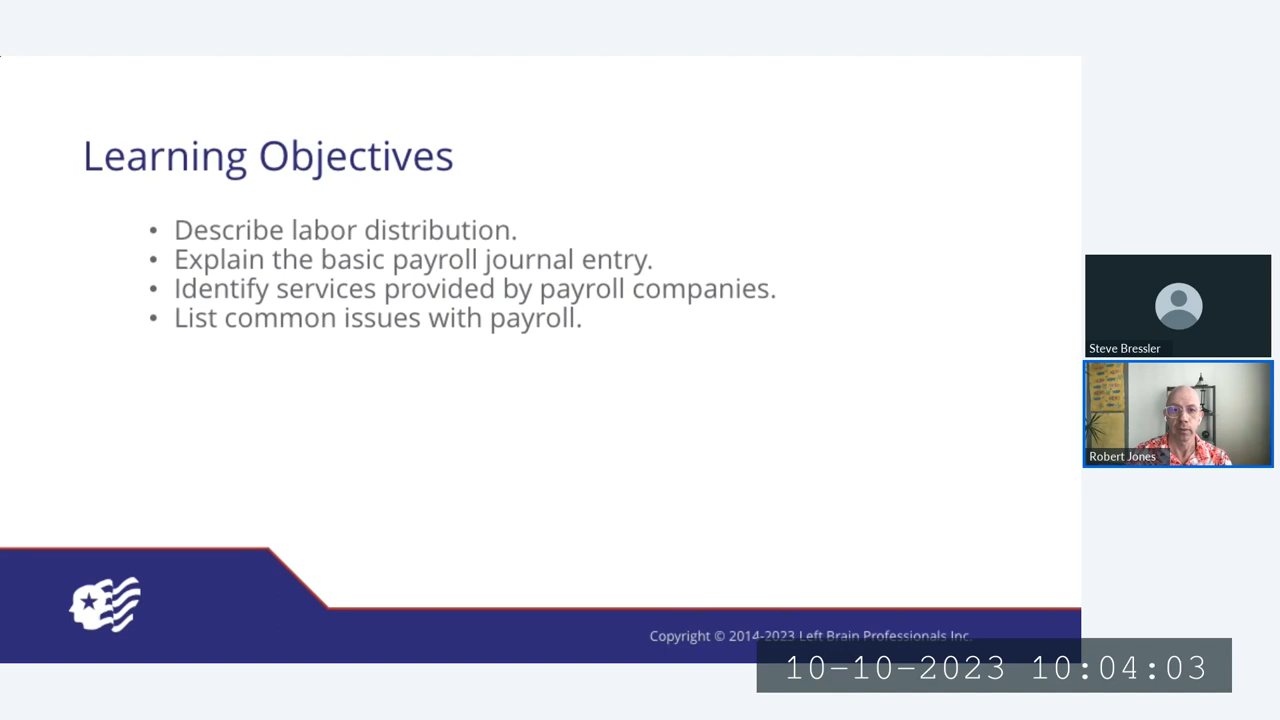 Learning Objectives
• Describe labor distribution.
• Explain the basic payroll journal entry.
• Identify services provided by payroll companies.
• List common issues with payroll.
Steve Bressler
Robert Jones
Copyright © 2014-2023 Left Brain Professionals Inc.
10-10-2023 10:04:03